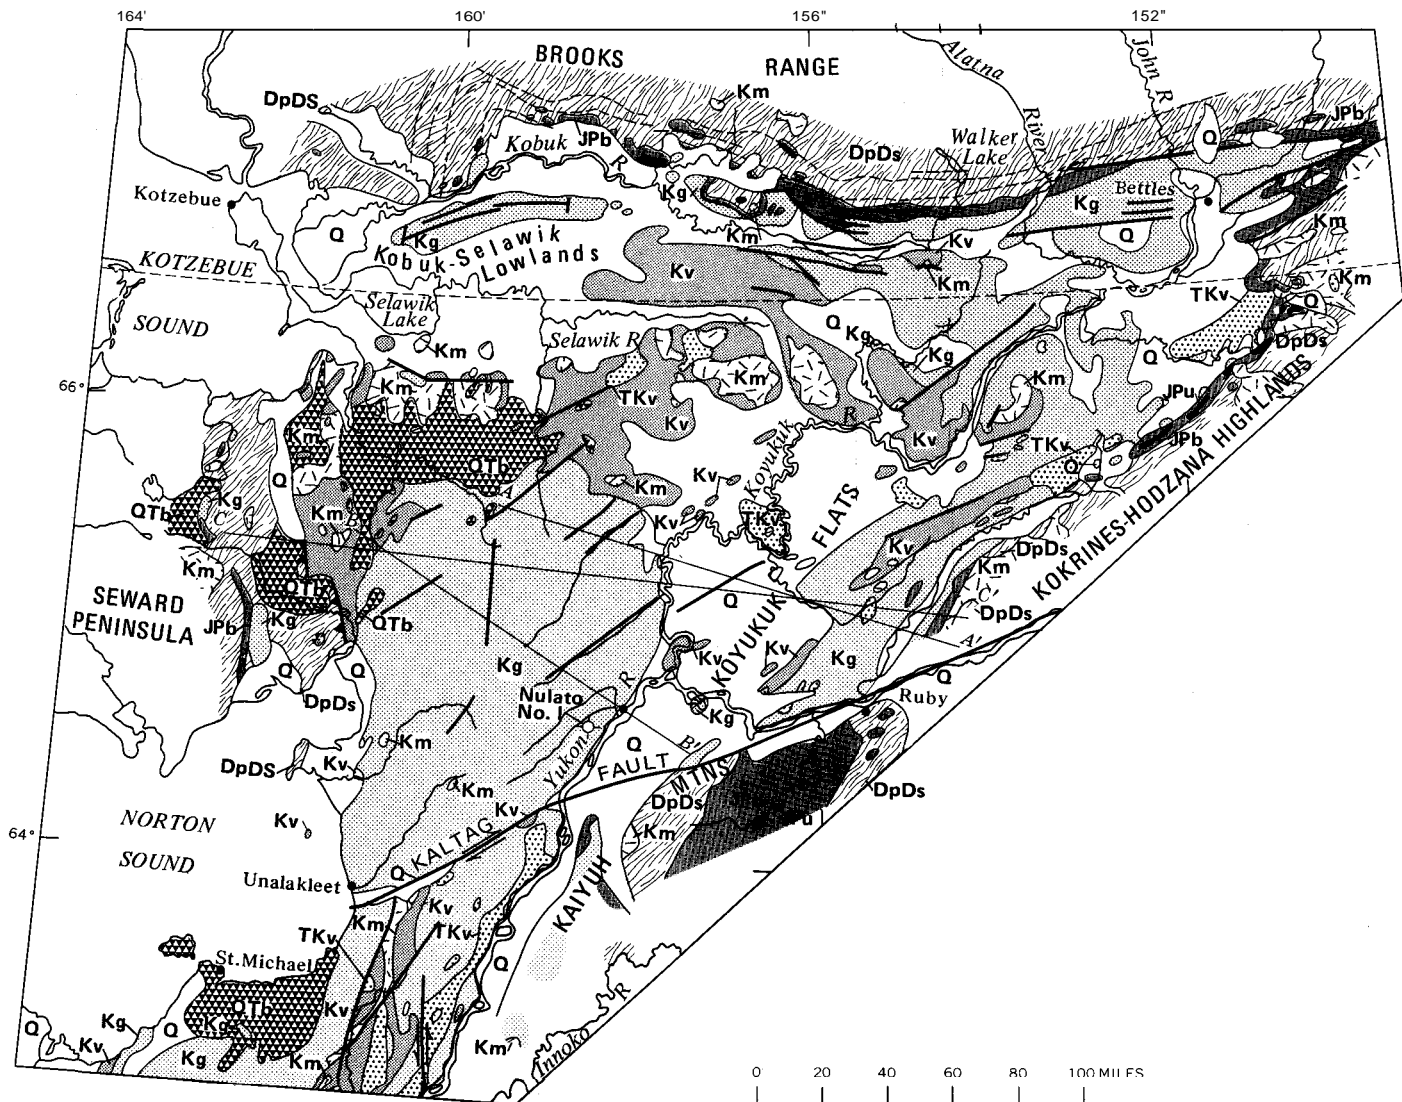 164' 160' 156" 152"
BROOKS RANGE
Alatna River
John R
DpDS
Km
JPb
Kobuk R
JPb
Walker Lake
DpDs
Q
Kotzebue
Kg
Bettles
Kg
Q
Kg
Km
Kv
Q
Km
Kobuk-Selawik Lowlands
KOTZEBUE
Kv
Km
TKv
Km
Q
SOUND
Selawik Lake
Selawik R
Q
Kg
Kg
DpDs
Km
Q
66°
Km
TKv
Km
Km
JPu
Kv
R
Kv
TKv
JPb
Km
QTb
Q
Kv
Koyukuk
Q
Kg
A
Km
QTb
C
Km
B
Kv
TKv
FLATS
Kv
Km
DpDs
KOKRINES-HODZANA HIGHLANDS
Km
C'
QTb
Q
DpDs
SEWARD PENINSULA
JPb
Kg
QTb
A'
Q
Q
Kg
Kv
Kv
Kg
Q
KOYUKUK
DpDs
Nulato No. I
R
Kg
Ruby
Km
Q
B'
DpDS
Kv
Yukon
FAULT
MTNS
Km
DpDs
DpDs
NORTON SOUND
Kv
Kv
Km
64°
KALTAG
Q
Unalakleet
KAIYUH
Kv
TKv
Km
TKv
St. Michael
Q
QTb
Kv
Q
Kg
Q
Kg
Kv
Kg
Km
Km
Innoko R
0 20 40 60 80 100 MILES